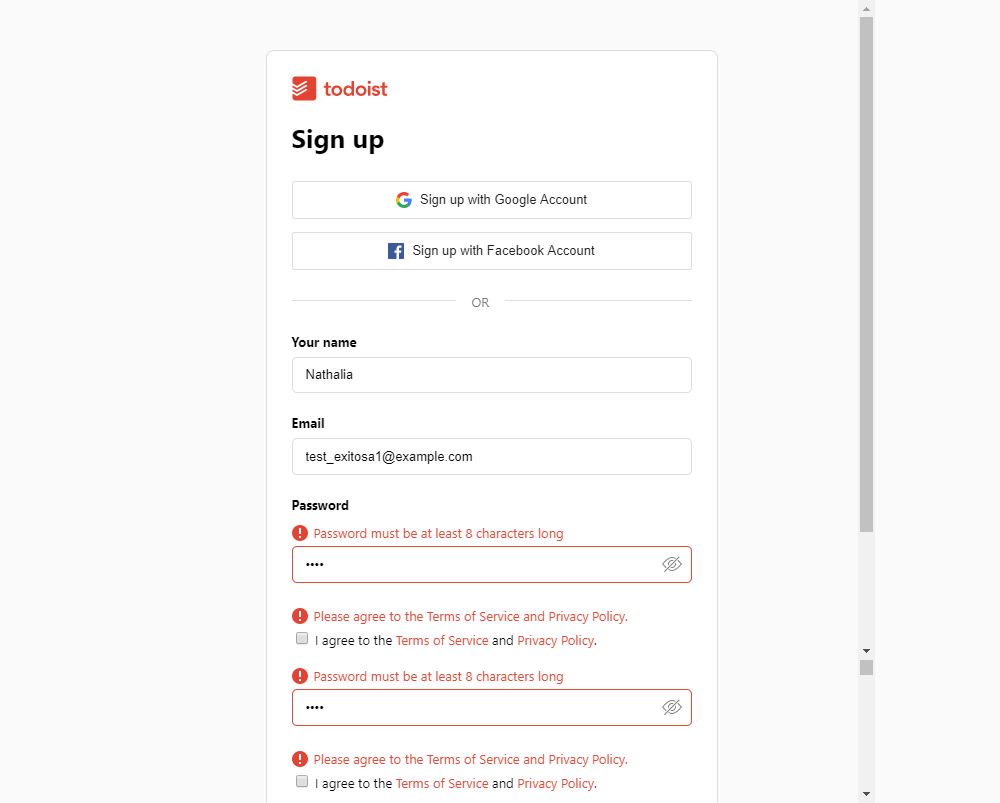 todoist
Sign up
Sign up with Google Account
Sign up with Facebook Account
OR
Your name
Nathalia
Email
test_exitosa1@example.com
Password
Password must be at least 8 characters long
••••
Please agree to the Terms of Service and Privacy Policy.
I agree to the Terms of Service and Privacy Policy.
Password must be at least 8 characters long
••••
Please agree to the Terms of Service and Privacy Policy.
I agree to the Terms of Service and Privacy Policy.